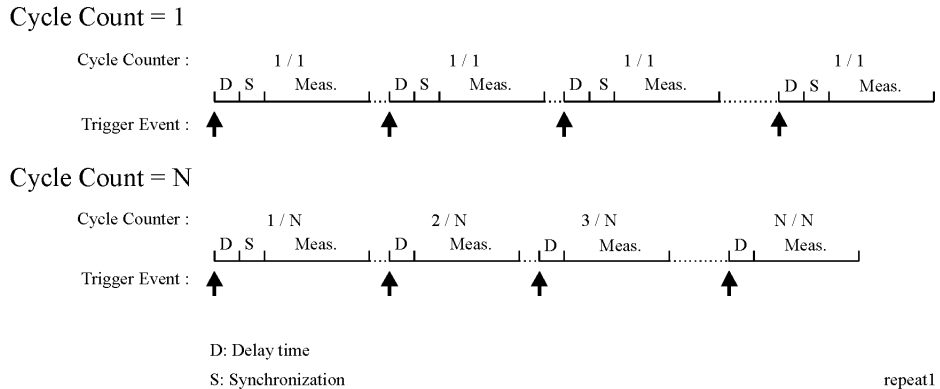 Cycle Count = 1
Cycle Counter : 1 / 1 1 / 1 1 / 1 1 / 1
D S Meas. D S Meas. D S Meas. D S Meas.
Trigger Event :
Cycle Count = N
Cycle Counter : 1 / N 2 / N 3 / N N / N
D S Meas. D Meas. D Meas. D Meas.
Trigger Event :
D: Delay time
S: Synchronization repeat1